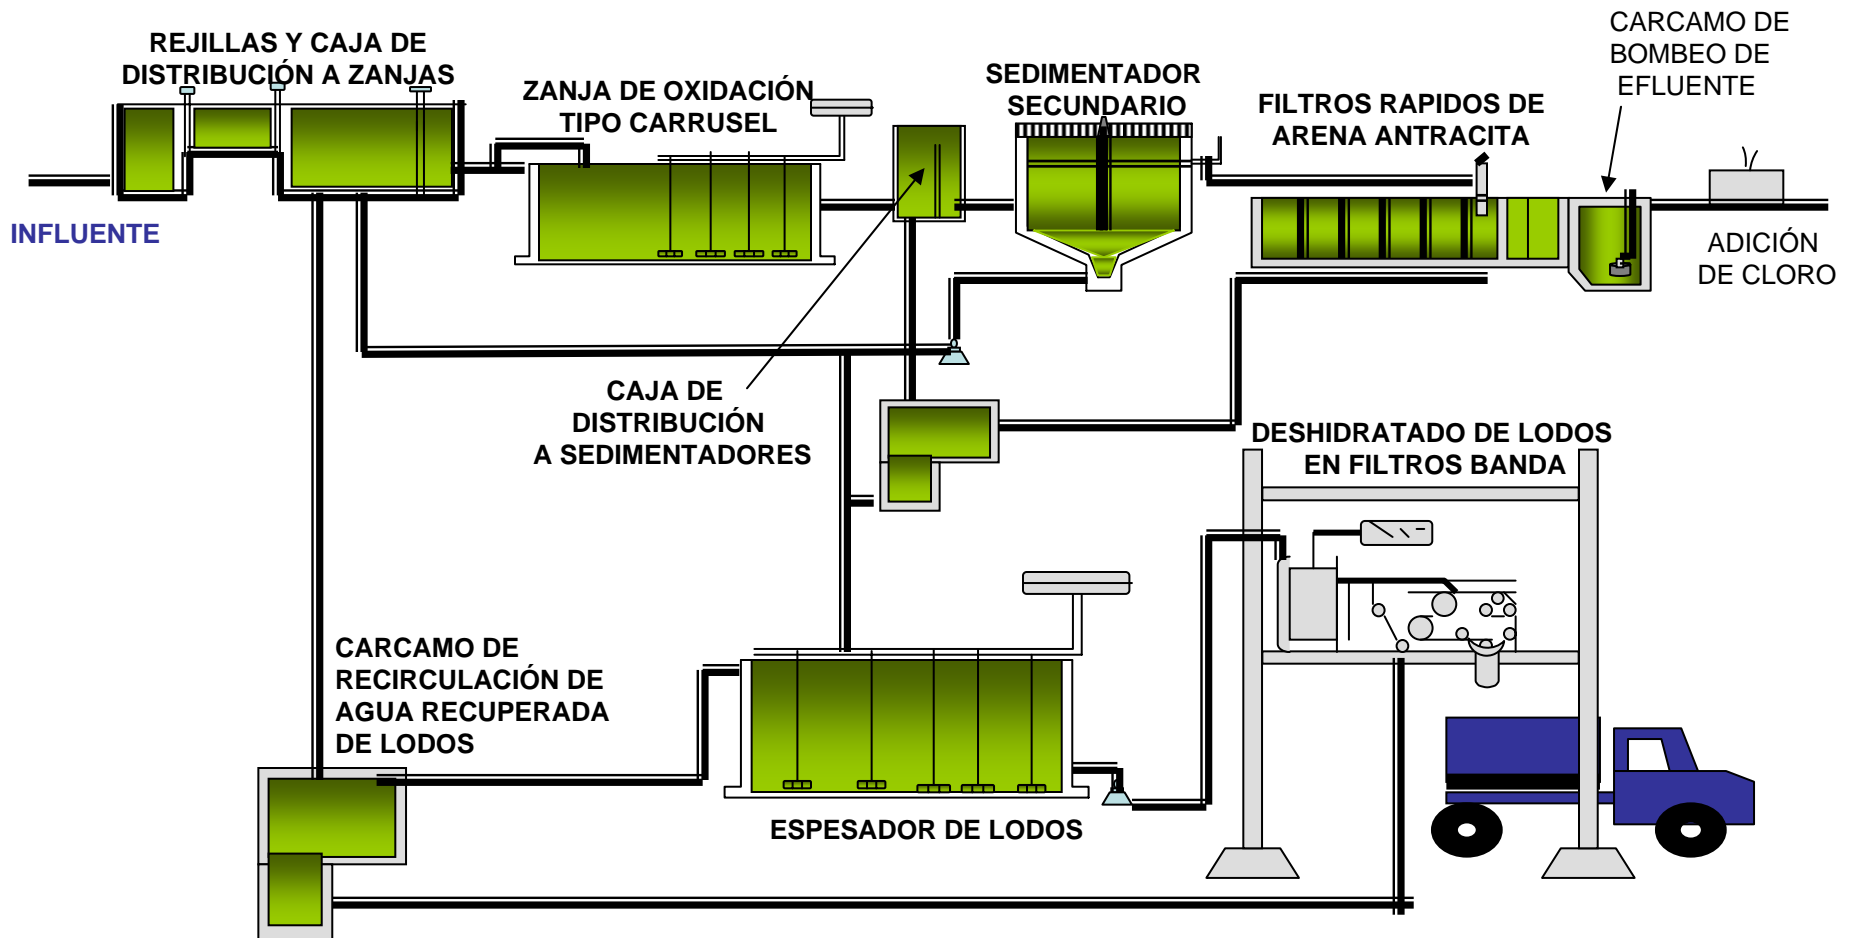 REJILLAS Y CAJA DE
DISTRIBUCIÓN A ZANJAS
INFLUENTE
ZANJA DE OXIDACIÓN
TIPO CARRUSEL
SEDIMENTADOR
SECUNDARIO
FILTROS RAPIDOS DE
ARENA ANTRACITA
CARCAMO DE
BOMBEO DE
EFLUENTE
ADICIÓN
DE CLORO
CAJA DE
DISTRIBUCIÓN
A SEDIMENTADORES
DESHIDRATADO DE LODOS
EN FILTROS BANDA
CARCAMO DE
RECIRCULACIÓN DE
AGUA RECUPERADA
DE LODOS
ESPESADOR DE LODOS